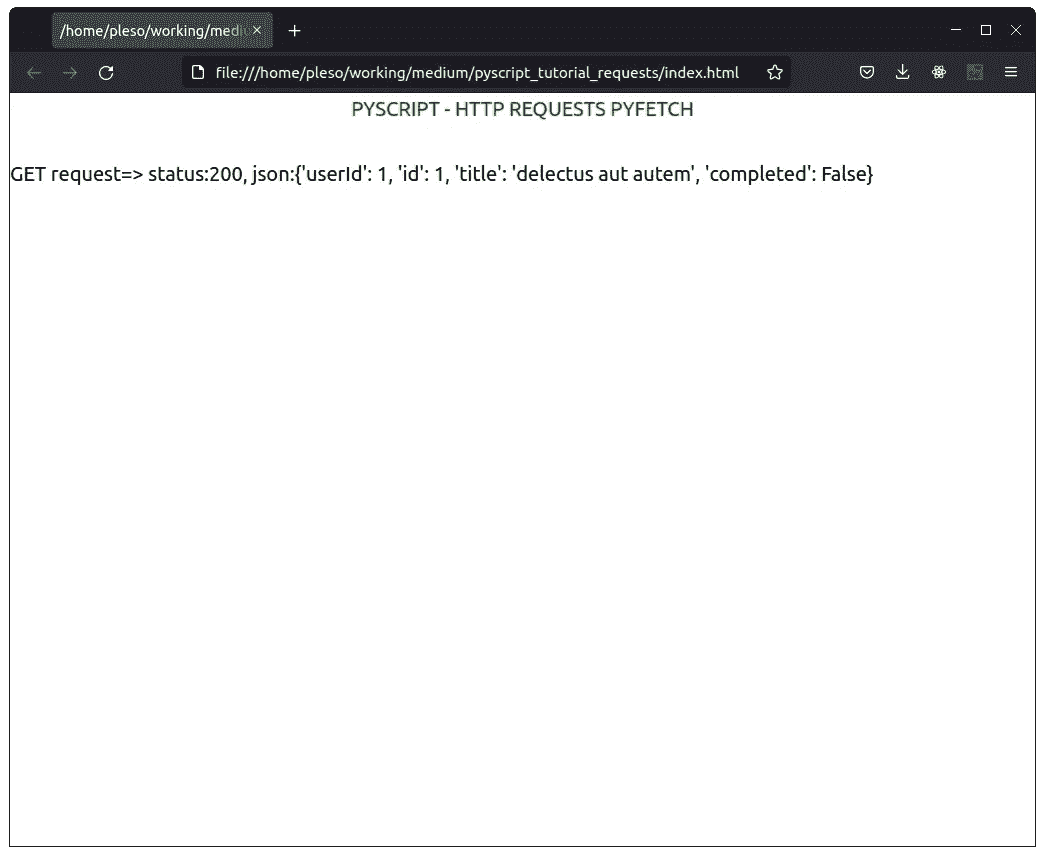 /home/pleso/working/medi
file:///home/pleso/working/medium/pyscript_tutorial_requests/index.html
PYSCRIPT - HTTP REQUESTS PYFETCH
GET request=> status:200, json:{'userId': 1, 'id': 1, 'title': 'delectus aut autem', 'completed': False}